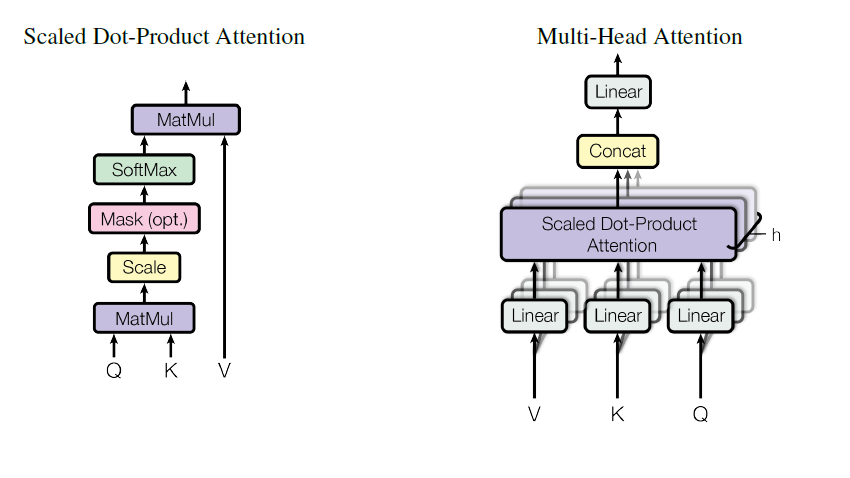 Scaled Dot-Product Attention
MatMul
SoftMax
Mask (opt.)
Scale
MatMul
Q K V
Multi-Head Attention
Linear
Concat
Scaled Dot-Product
Attention
h
Linear Linear Linear
V K Q